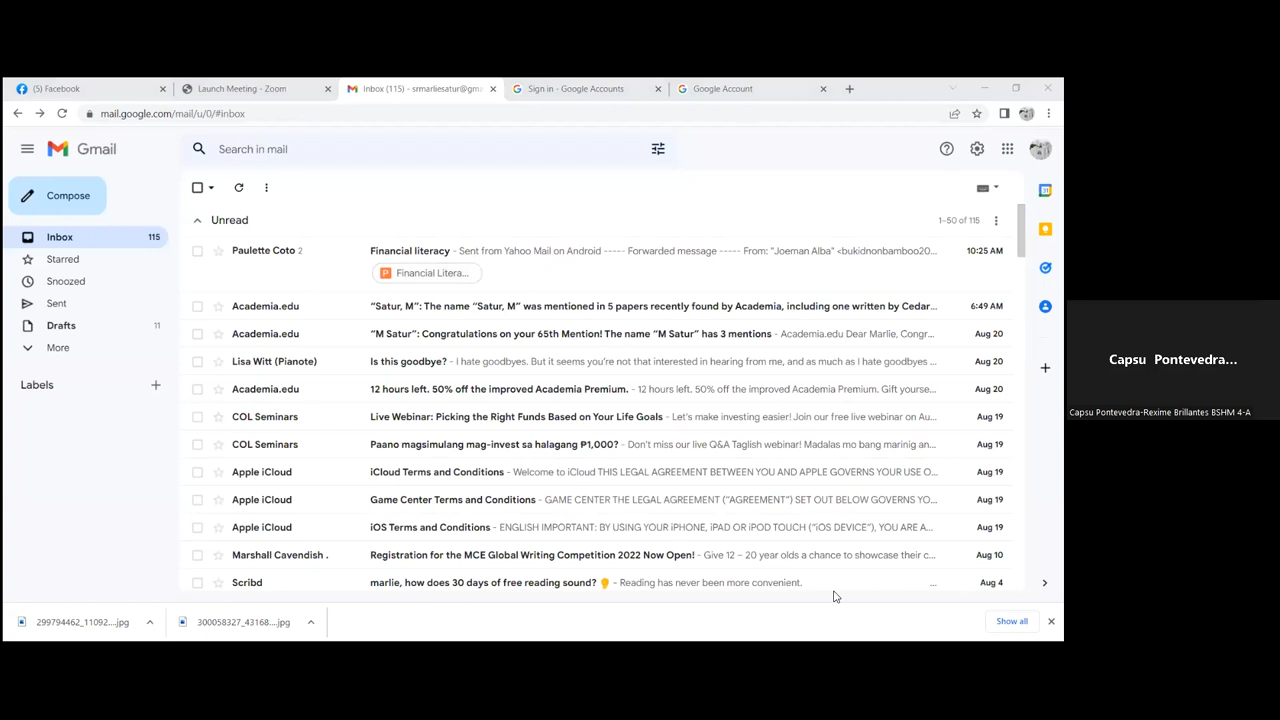 (5) Facebook
Launch Meeting - Zoom
Inbox (115) - srmarliesatur@gma
Sign in - Google Accounts
Google Account
mail.google.com/mail/u/0/#inbox
Gmail
Search in mail
Compose
Inbox 115
Starred
Snoozed
Sent
Drafts 11
More
Labels
Unread 1–50 of 115
Paulette Coto 2 Financial literacy - Sent from Yahoo Mail on Android ----- Forwarded message ----- From: "Joeman Alba" <bukidnonbamboo20... 10:25 AM
Financial Litera...
Academia.edu “Satur, M”: The name “Satur, M” was mentioned in 5 papers recently found by Academia, including one written by Cedar... 6:49 AM
Academia.edu “M Satur”: Congratulations on your 65th Mention! The name “M Satur” has 3 mentions - Academia.edu Dear Marlie, Congr... Aug 20
Lisa Witt (Pianote) Is this goodbye? - I hate goodbyes. But it seems you’re not that interested in hearing from me, and as much as I hate goodbyes ... Aug 20
Academia.edu 12 hours left. 50% off the improved Academia Premium. - 12 hours left. 50% off the improved Academia Premium. Gift yourse... Aug 20
COL Seminars Live Webinar: Picking the Right Funds Based on Your Life Goals - Let’s make investing easier! Join our free live webinar on Au... Aug 19
COL Seminars Paano magsimulang mag-invest sa halagang ₱1,000? - Don’t miss our live Q&A Taglish webinar! Madalas mo bang marinig an... Aug 19
Apple iCloud iCloud Terms and Conditions - Welcome to iCloud THIS LEGAL AGREEMENT BETWEEN YOU AND APPLE GOVERNS YOUR USE O... Aug 19
Apple iCloud Game Center Terms and Conditions - GAME CENTER THE LEGAL AGREEMENT (“AGREEMENT”) SET OUT BELOW GOVERNS YO... Aug 19
Apple iCloud iOS Terms and Conditions - ENGLISH IMPORTANT: BY USING YOUR iPHONE, iPAD OR iPOD TOUCH (“iOS DEVICE”), YOU ARE A... Aug 19
Marshall Cavendish . Registration for the MCE Global Writing Competition 2022 Now Open! - Give 12 – 20 year olds a chance to showcase their c... Aug 10
Scribd marlie, how does 30 days of free reading sound? 💡 - Reading has never been more convenient. ... Aug 4
299794462_11092....jpg
300058327_43168....jpg
Show all
Capsu Pontevedra...
Capsu Pontevedra-Rexime Brillantes BSHM 4-A